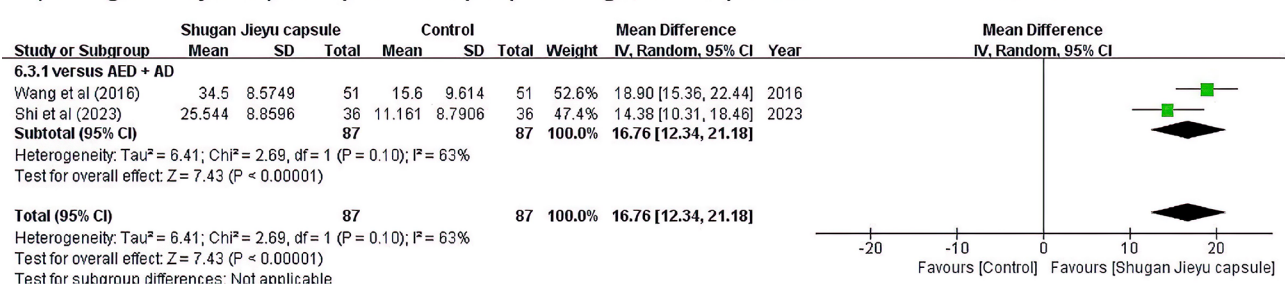 Shugan Jieyu capsule Control Mean Difference Mean Difference
Study or Subgroup Mean SD Total Mean SD Total Weight IV, Random, 95% CI Year IV, Random, 95% CI
6.3.1 versus AED + AD
Wang et al (2016) 34.5 8.5749 51 15.6 9.614 51 52.6% 18.90 [15.36, 22.44] 2016
Shi et al (2023) 25.544 8.8596 36 11.161 8.7906 36 47.4% 14.38 [10.31, 18.46] 2023
Subtotal (95% CI) 87 87 100.0% 16.76 [12.34, 21.18]
Heterogeneity: Tau² = 6.41; Chi² = 2.69, df = 1 (P = 0.10); I² = 63%
Test for overall effect: Z = 7.43 (P < 0.00001)
Total (95% CI) 87 87 100.0% 16.76 [12.34, 21.18]
Heterogeneity: Tau² = 6.41; Chi² = 2.69, df = 1 (P = 0.10); I² = 63%
Test for overall effect: Z = 7.43 (P < 0.00001)
Test for subgroup differences: Not applicable
-20 -10 0 10 20
Favours [Control] Favours [Shugan Jieyu capsule]